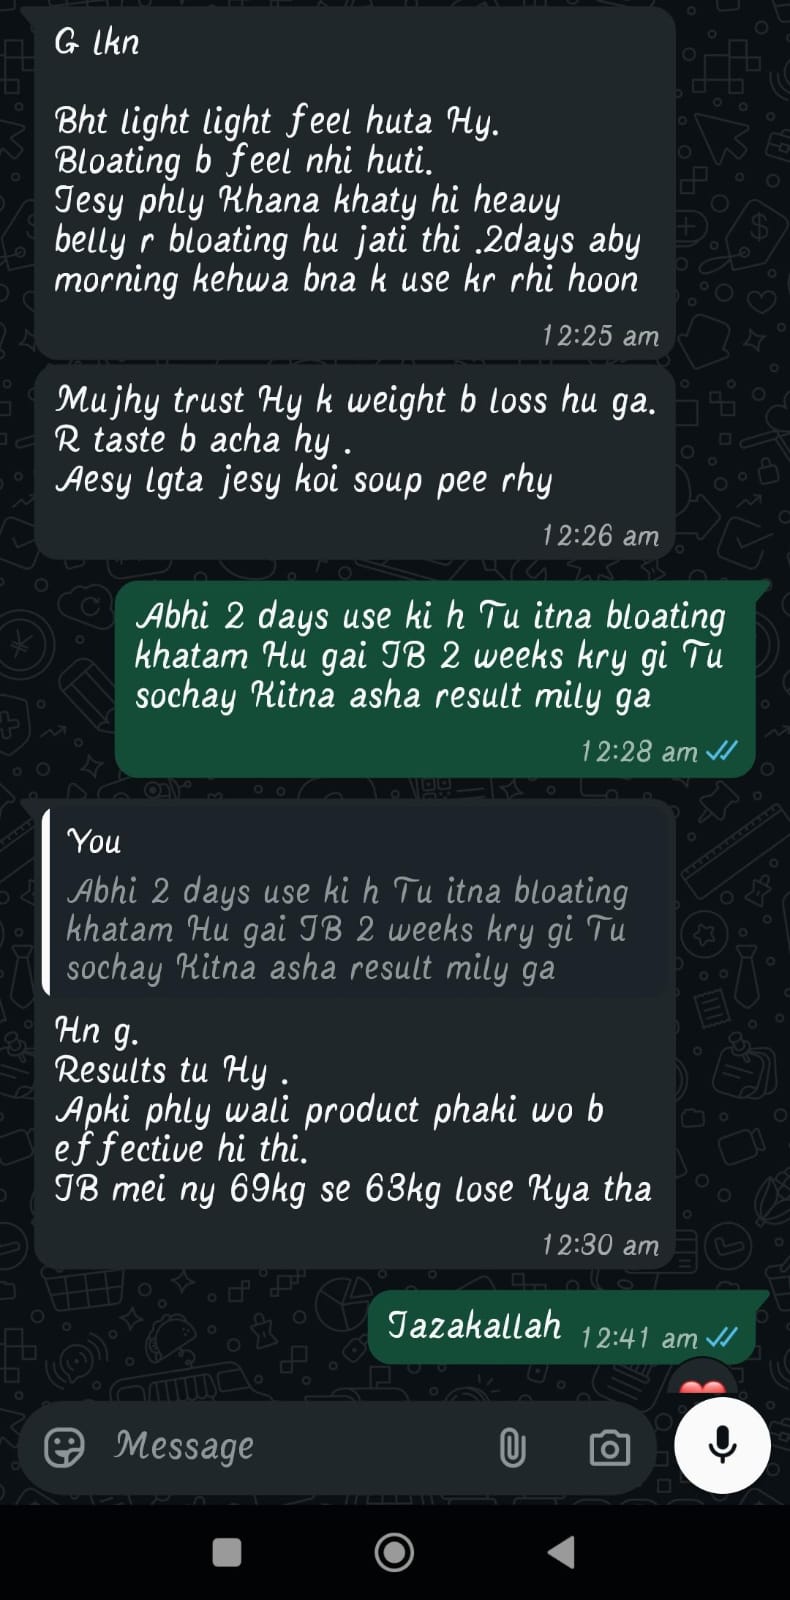 G lkn
Bht light light feel huta Hy.
Bloating b feel nhi huti.
Jesy phly Khana khaty hi heavy
belly r bloating hu jati thi .2days aby
morning kehwa bna k use kr rhi hoon
12:25 am
Mujhy trust Hy k weight b loss hu ga.
R taste b acha hy .
Aesy lgta jesy koi soup pee rhy
12:26 am
Abhi 2 days use ki h Tu itna bloating
khatam Hu gai JB 2 weeks kry gi Tu
sochay Kitna asha result mily ga
12:28 am
You
Abhi 2 days use ki h Tu itna bloating
khatam Hu gai JB 2 weeks kry gi Tu
sochay Kitna asha result mily ga
Hn g.
Results tu Hy .
Apki phly wali product phaki wo b
effective hi thi.
JB mei ny 69kg se 63kg lose Kya tha
12:30 am
Jazakallah 12:41 am
Message